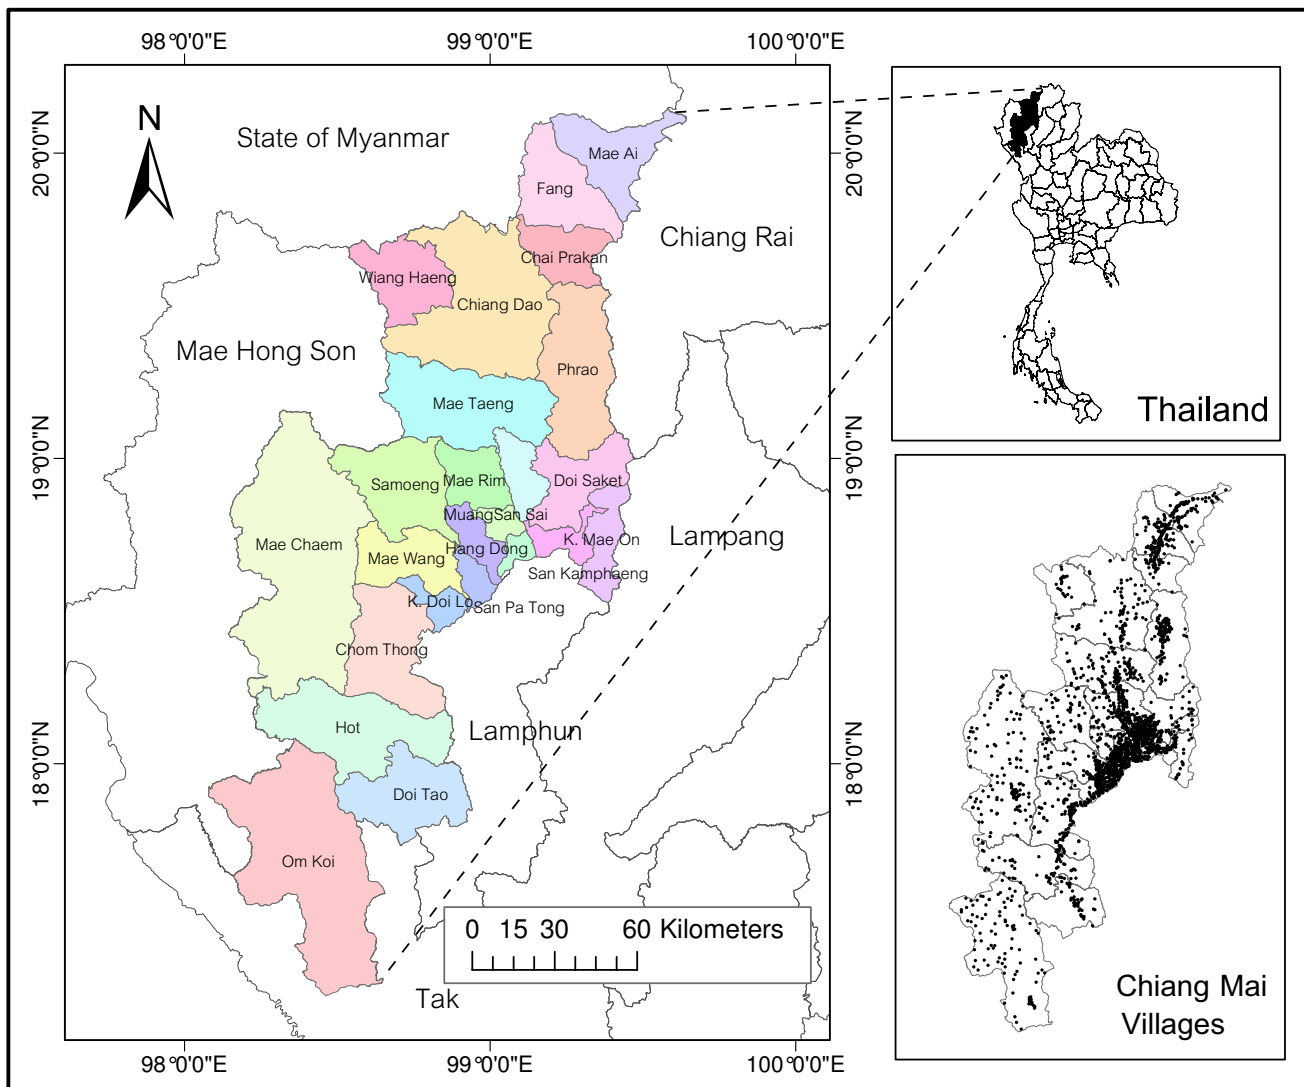 98°0'0"E 99°0'0"E 100°0'0"E
N
State of Myanmar
20°0'0"N
20°0'0"N
Mae Ai
Fang
Chiang Rai
Chai Prakan
Wiang Haeng
Chiang Dao
Mae Hong Son
Phrao
Mae Taeng
Thailand
19°0'0"N
19°0'0"N
Samoeng
Mae Rim
Doi Saket
Muang
San Sai
Mae Chaem
Mae Wang
Hang Dong
K. Mae On
Lampang
San Kamphaeng
K. Doi Lo
San Pa Tong
Chom Thong
Hot
Lamphun
18°0'0"N
18°0'0"N
Doi Tao
Om Koi
0 15 30 60 Kilometers
Tak
Chiang Mai
Villages
98°0'0"E 99°0'0"E 100°0'0"E